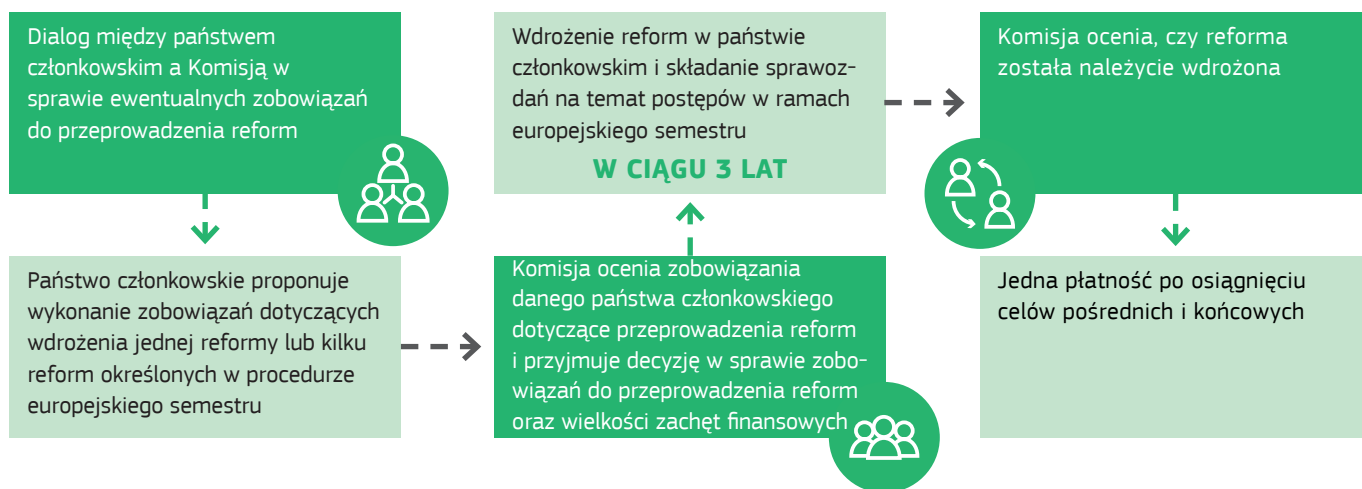 Dialog między państwem
członkowskim a Komisją w
sprawie ewentualnych zobowiązań
do przeprowadzenia reform
Państwo członkowskie proponuje
wykonanie zobowiązań dotyczących
wdrożenia jednej reformy lub kilku
reform określonych w procedurze
europejskiego semestru
Komisja ocenia zobowiązania
danego państwa członkowskiego
dotyczące przeprowadzenia reform
i przyjmuje decyzję w sprawie zobo-
wiązań do przeprowadzenia reform
oraz wielkości zachęt finansowych
Wdrożenie reform w państwie
członkowskim i składanie sprawoz-
dań na temat postępów w ramach
europejskiego semestru
W CIĄGU 3 LAT
Komisja ocenia, czy reforma
została należycie wdrożona
Jedna płatność po osiągnięciu
celów pośrednich i końcowych